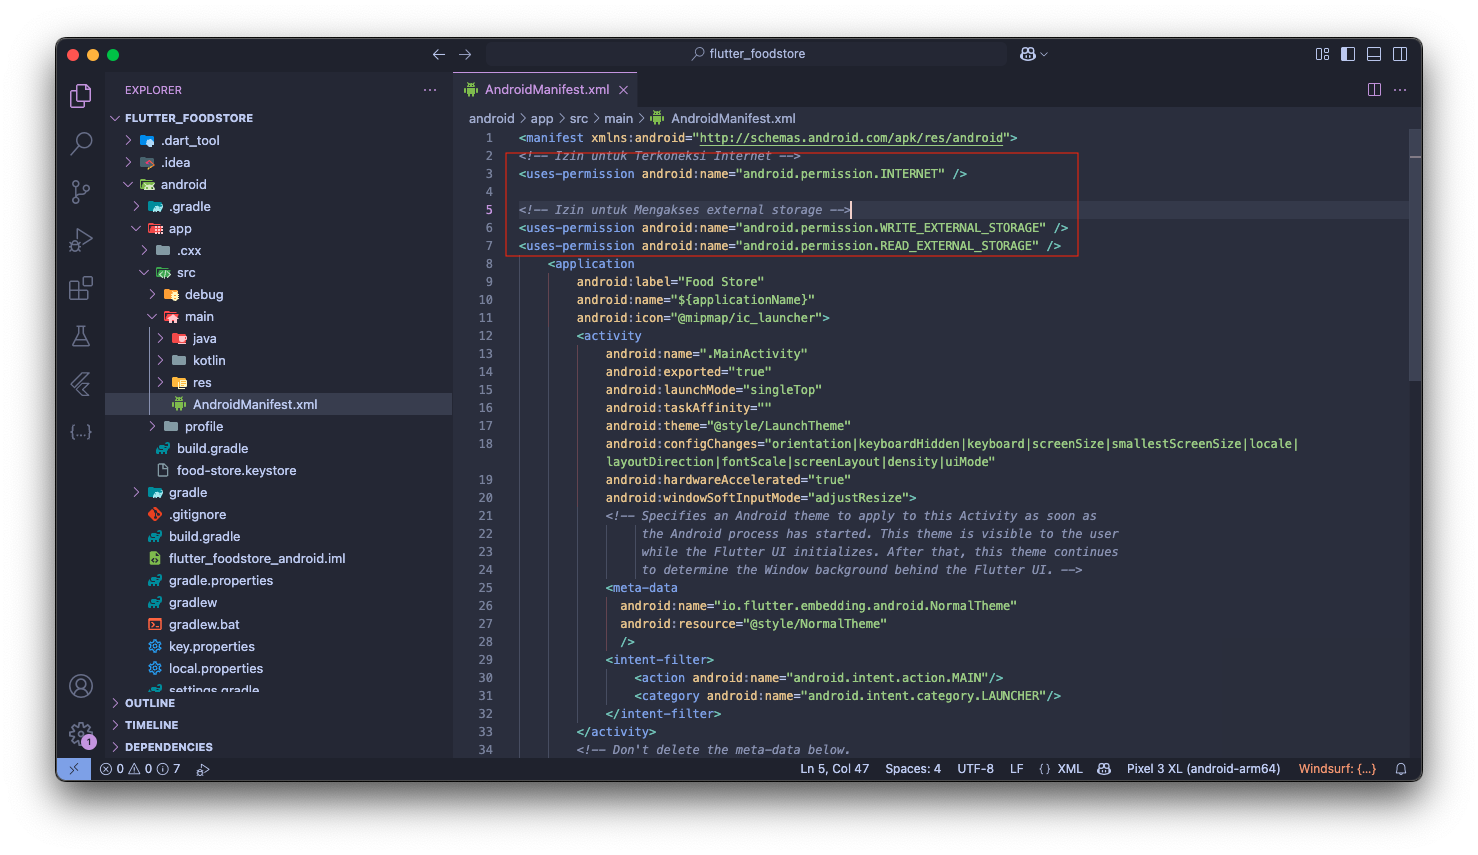 flutter_foodstore
EXPLORER
AndroidManifest.xml
android > app > src > main > AndroidManifest.xml
FLUTTER_FOODSTORE
.dart_tool
.idea
android
.gradle
app
.cxx
src
debug
main
java
kotlin
res
AndroidManifest.xml
profile
build.gradle
food-store.keystore
gradle
.gitignore
build.gradle
flutter_foodstore_android.iml
gradle.properties
gradlew
gradlew.bat
key.properties
local.properties
settings.gradle
OUTLINE
TIMELINE
DEPENDENCIES
1
1 <manifest xmlns:android="http://schemas.android.com/apk/res/android">
2 <!-- Izin untuk Terkoneksi Internet -->
3 <uses-permission android:name="android.permission.INTERNET" />
4
5 <!-- Izin untuk Mengakses external storage -->
6 <uses-permission android:name="android.permission.WRITE_EXTERNAL_STORAGE" />
7 <uses-permission android:name="android.permission.READ_EXTERNAL_STORAGE" />
8 <application
9 android:label="Food Store"
10 android:name="${applicationName}"
11 android:icon="@mipmap/ic_launcher">
12 <activity
13 android:name=".MainActivity"
14 android:exported="true"
15 android:launchMode="singleTop"
16 android:taskAffinity=""
17 android:theme="@style/LaunchTheme"
18 android:configChanges="orientation|keyboardHidden|keyboard|screenSize|smallestScreenSize|locale|
layoutDirection|fontScale|screenLayout|density|uiMode"
19 android:hardwareAccelerated="true"
20 android:windowSoftInputMode="adjustResize">
21 <!-- Specifies an Android theme to apply to this Activity as soon as
22 the Android process has started. This theme is visible to the user
23 while the Flutter UI initializes. After that, this theme continues
24 to determine the Window background behind the Flutter UI. -->
25 <meta-data
26 android:name="io.flutter.embedding.android.NormalTheme"
27 android:resource="@style/NormalTheme"
28 />
29 <intent-filter>
30 <action android:name="android.intent.action.MAIN"/>
31 <category android:name="android.intent.category.LAUNCHER"/>
32 </intent-filter>
33 </activity>
34 <!-- Don't delete the meta-data below.
0 0 7
Ln 5, Col 47 Spaces: 4 UTF-8 LF {} XML Pixel 3 XL (android-arm64) Windsurf: {...}